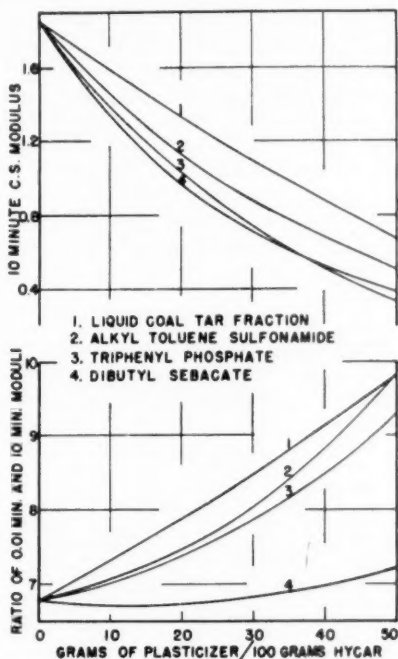 1.6
1.2
0.8
0.4
10 MINUTE C.S. MODULUS
1
2
3
4
1. LIQUID COAL TAR FRACTION
2. ALKYL TOLUENE SULFONAMIDE
3. TRIPHENYL PHOSPHATE
4. DIBUTYL SEBACATE
10
9
8
7
RATIO OF 0.01 MIN. AND 10 MIN. MODULI
1
2
3
4
0 10 20 30 40 50
GRAMS OF PLASTICIZER/100 GRAMS HYCAR